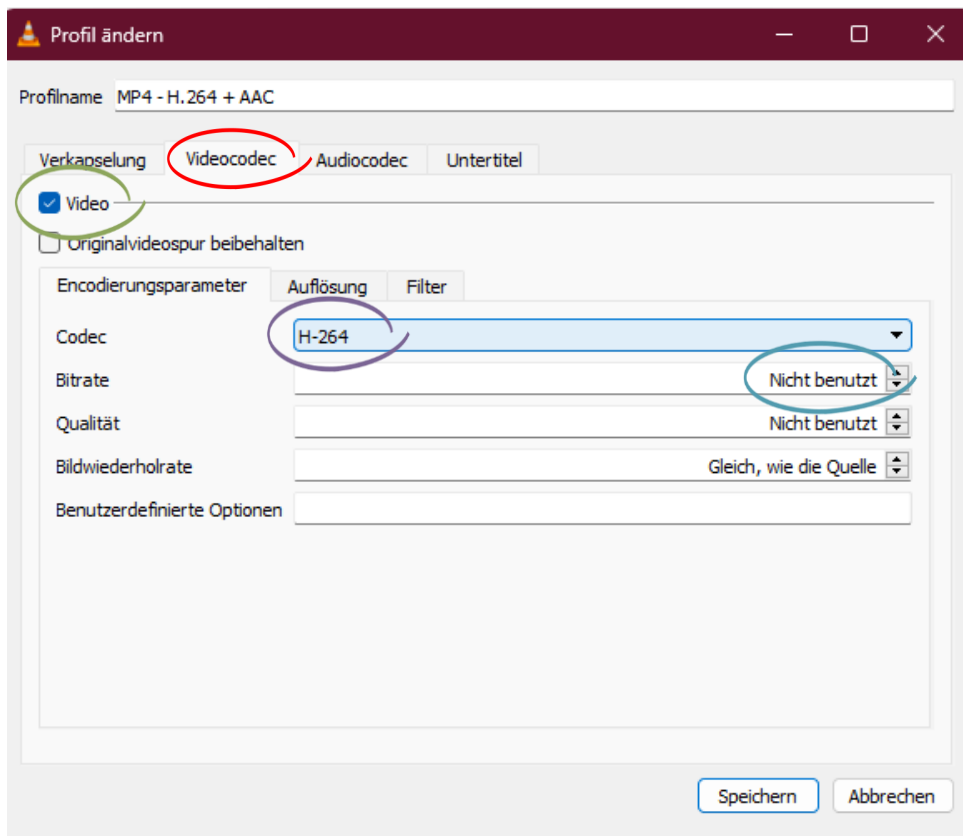 Profil ändern
Profilname MP4 - H.264 + AAC
Verkapselung Videocodec Audiocodec Untertitel
Video
Originalvideospur beibehalten
Encodierungsparameter Auflösung Filter
Codec H-264
Bitrate Nicht benutzt
Qualität Nicht benutzt
Bildwiederholrate Gleich, wie die Quelle
Benutzerdefinierte Optionen
Speichern Abbrechen